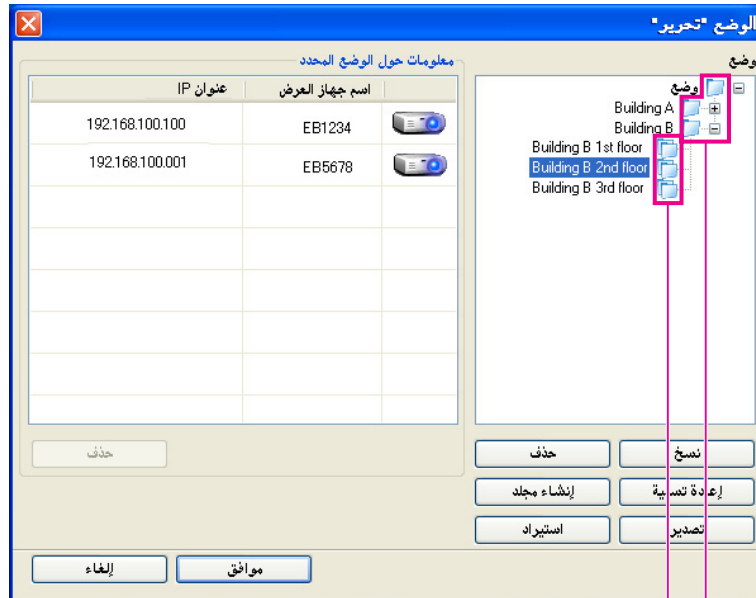 الوضع "تحرير"
وضع
وضع
Building A
Building B
Building B 1st floor
Building B 2nd floor
Building B 3rd floor
نسخ
حذف
إعادة تسمية
إنشاء مجلد
تصدير
استيراد
معلومات حول الوضع المحدد
اسم جهاز العرض عنوان IP
EB1234 192.168.100.100
EB5678 192.168.100.001
حذف
موافق
إلغاء